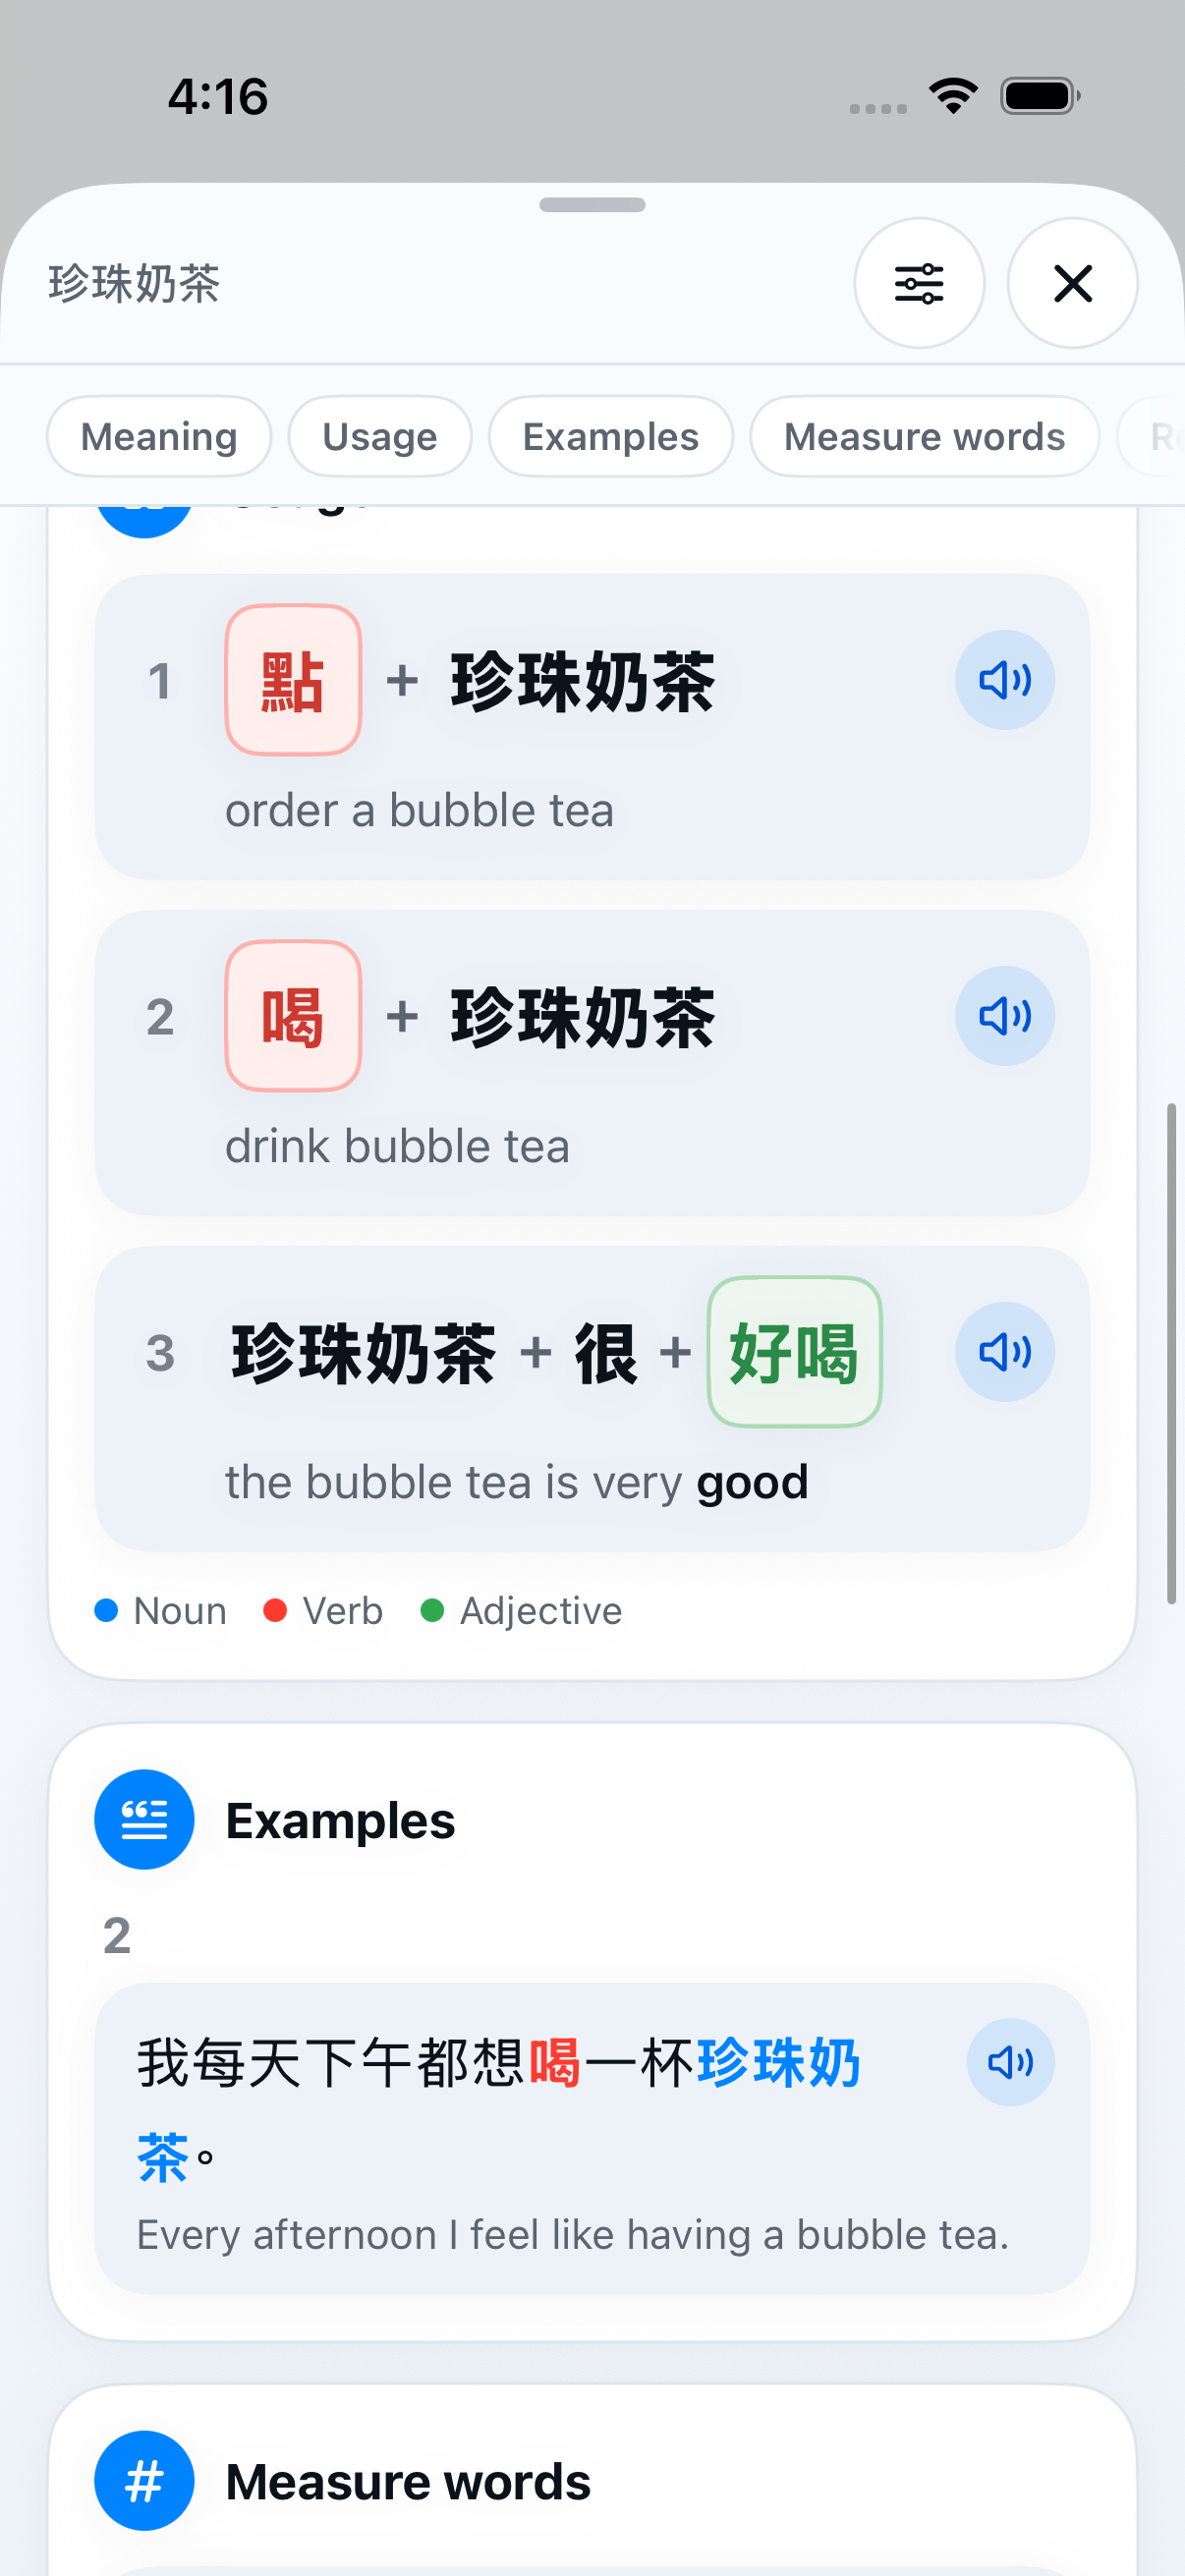 4:16
珍珠奶茶
Meaning
Usage
Examples
Measure words
1
點 + 珍珠奶茶
order a bubble tea
2
喝 + 珍珠奶茶
drink bubble tea
3
珍珠奶茶 + 很 + 好喝
the bubble tea is very good
Noun
Verb
Adjective
Examples
2
我每天下午都想喝一杯珍珠奶
茶。
Every afternoon I feel like having a bubble tea.
Measure words